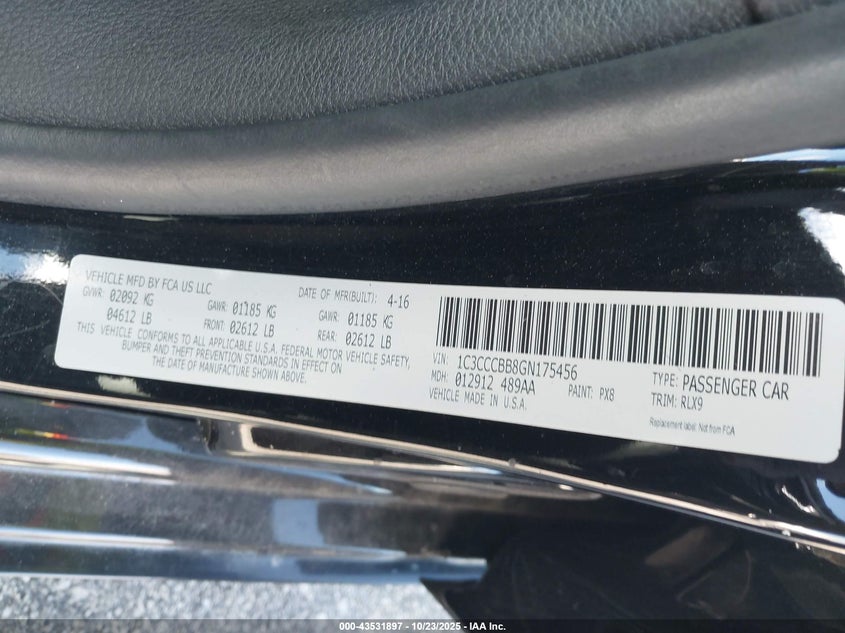 VEHICLE MFD BY FCA US LLC
DATE OF MFR(BUILT): 4-16
GVWR: 02092 KG GAWR: 01185 KG GAWR: 01185 KG
04612 LB FRONT: 02612 LB REAR: 02612 LB
THIS VEHICLE CONFORMS TO ALL APPLICABLE U.S.A. FEDERAL MOTOR VEHICLE SAFETY,
BUMPER AND THEFT PREVENTION STANDARDS IN EFFECT ON
THE DATE OF MANUFACTURE SHOWN ABOVE.
VIN: 1C3CCCBB8GN175456 TYPE: PASSENGER CAR
MDH: 012912 489AA PAINT: PX8 TRIM: RLX9
VEHICLE MADE IN U.S.A.
Replacement label: Not from FCA
000-43531897 - 10/23/2025 - Copyright © 2025 IAA, LLC